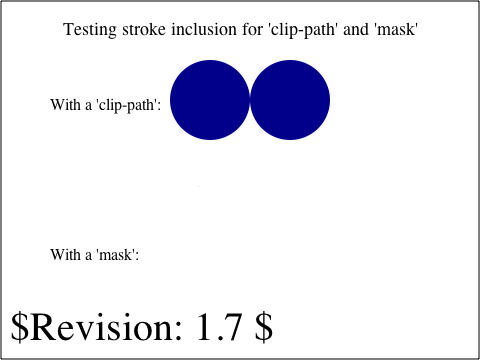 Testing stroke inclusion for 'clip-path' and 'mask'
With a 'clip-path':
With a 'mask':
$Revision: 1.7 $